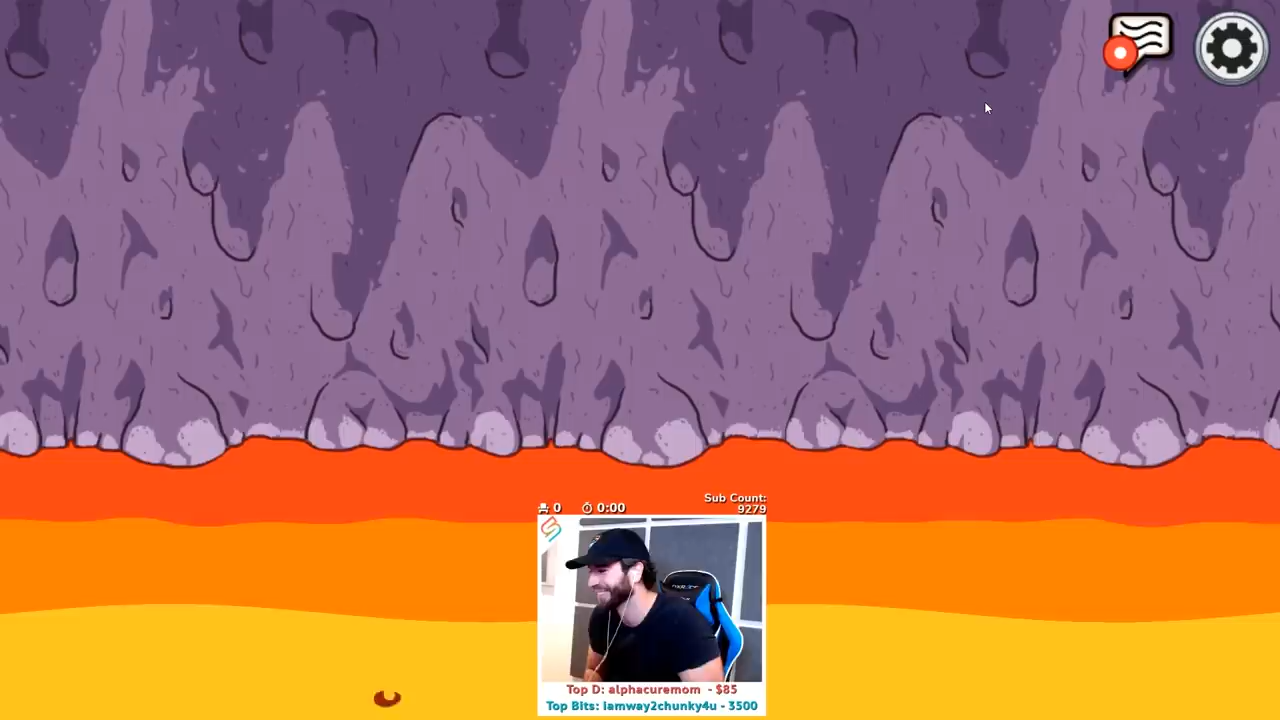 0 0:00
Sub Count:
9279
Top D: alphacuremom - $85
Top Bits: iamway2chunky4u - 3500